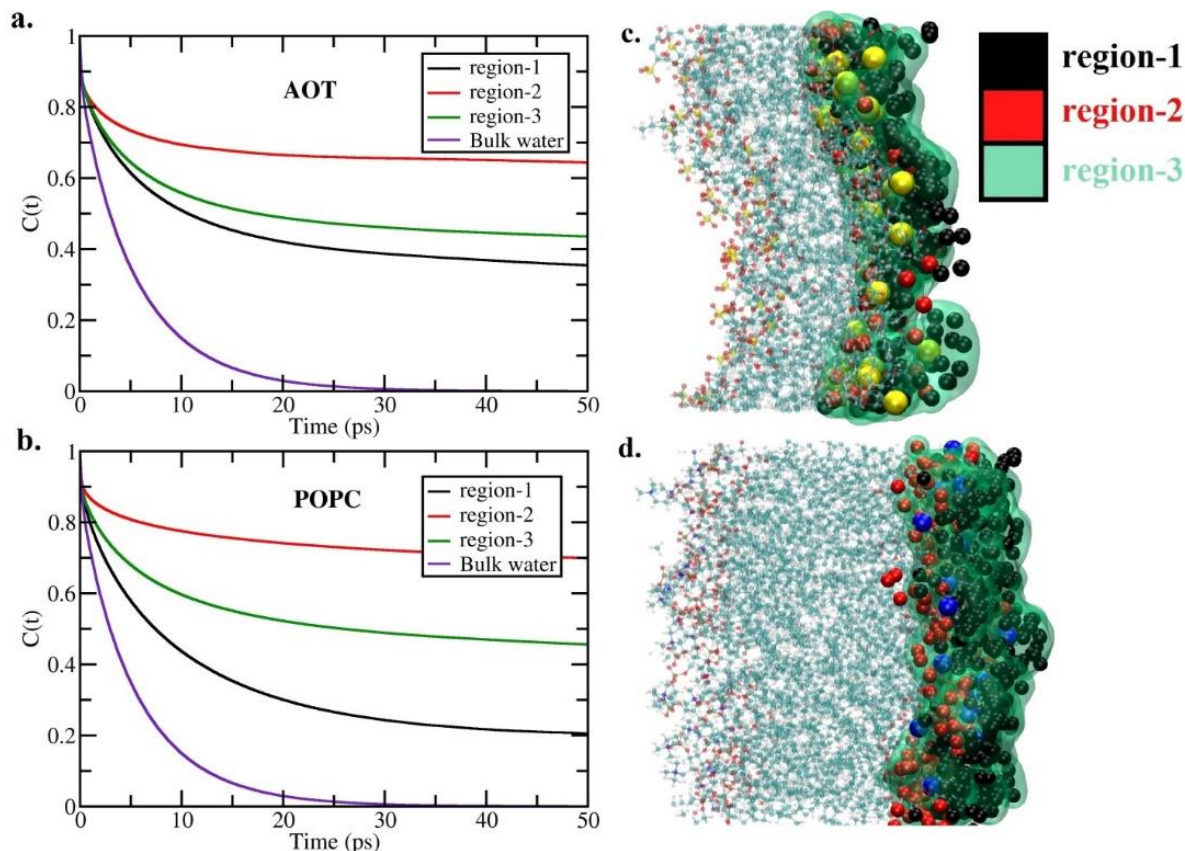 a.
1
0.8
0.6
0.4
0.2
0
C(t)
AOT
region-1
region-2
region-3
Bulk water
0 10 20 30 40 50
Time (ps)
b.
1
0.8
0.6
0.4
0.2
0
C(t)
POPC
region-1
region-2
region-3
Bulk water
0 10 20 30 40 50
Time (ps)
c.
region-1
region-2
region-3
d.